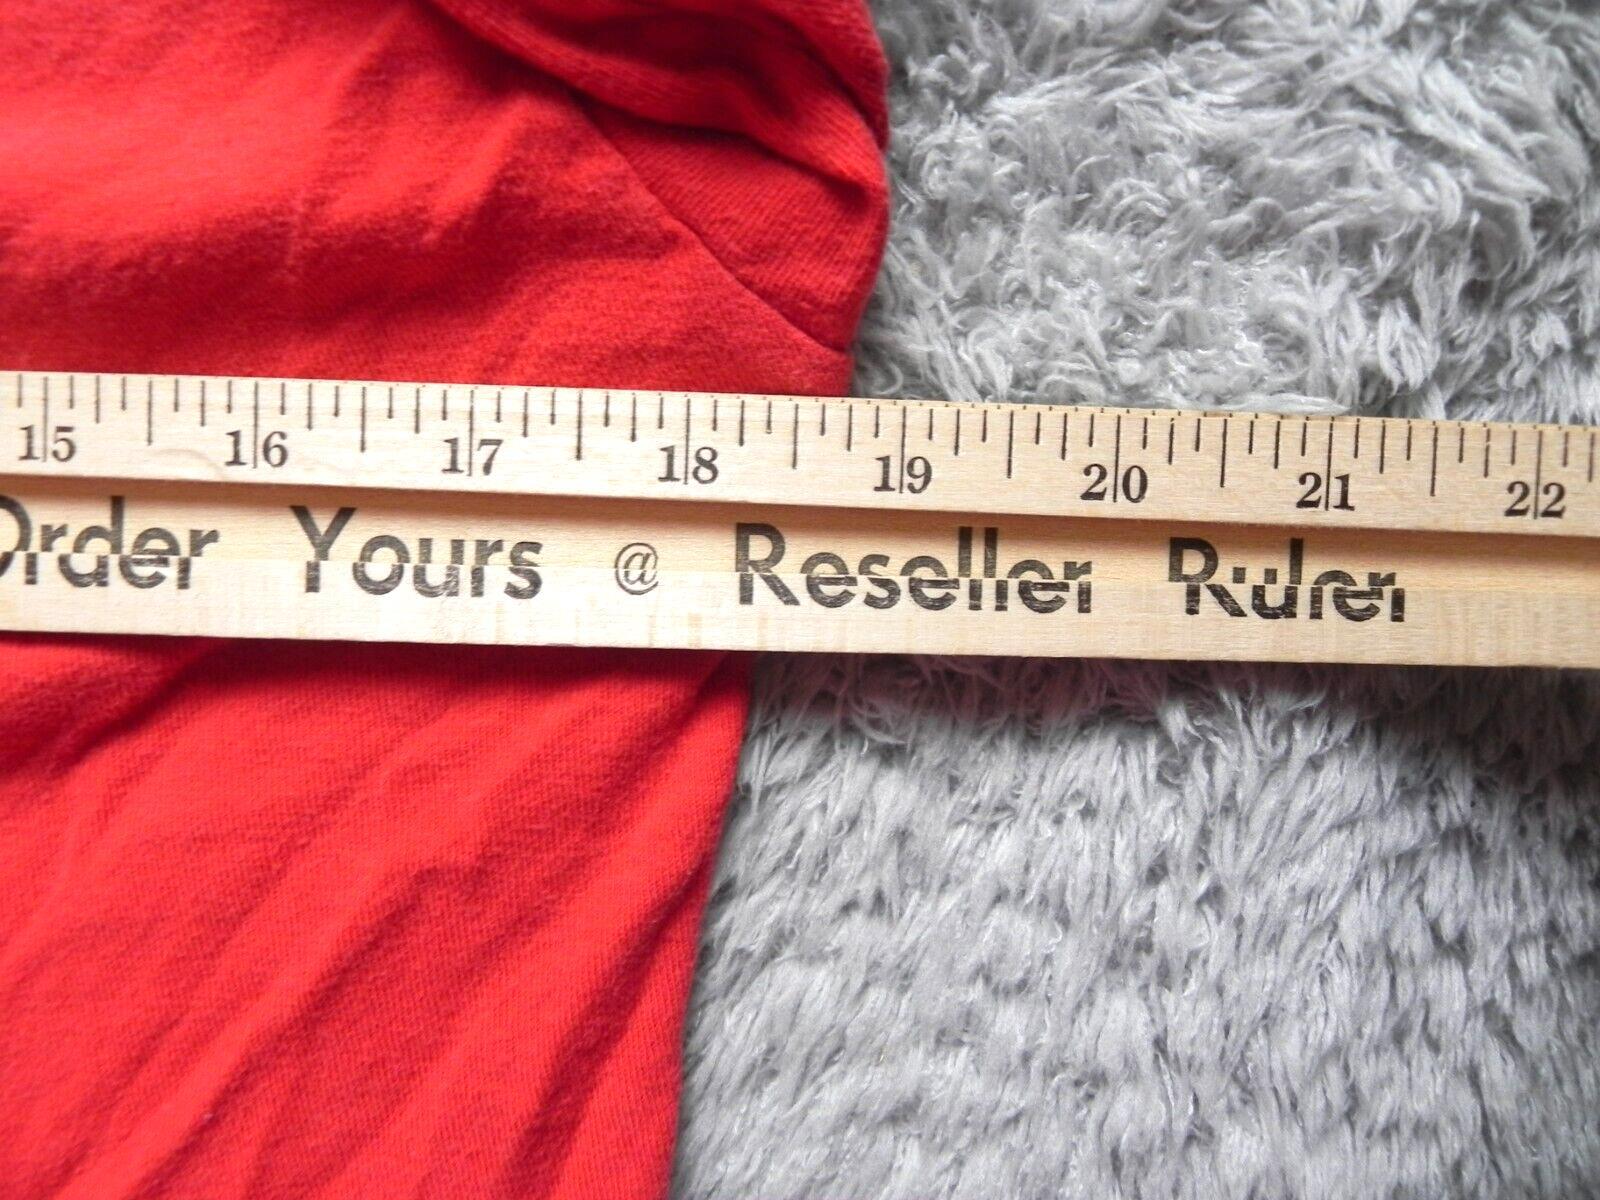 15 16 17 18 19 20 21 22
Order Yours @ Reseller Ruler